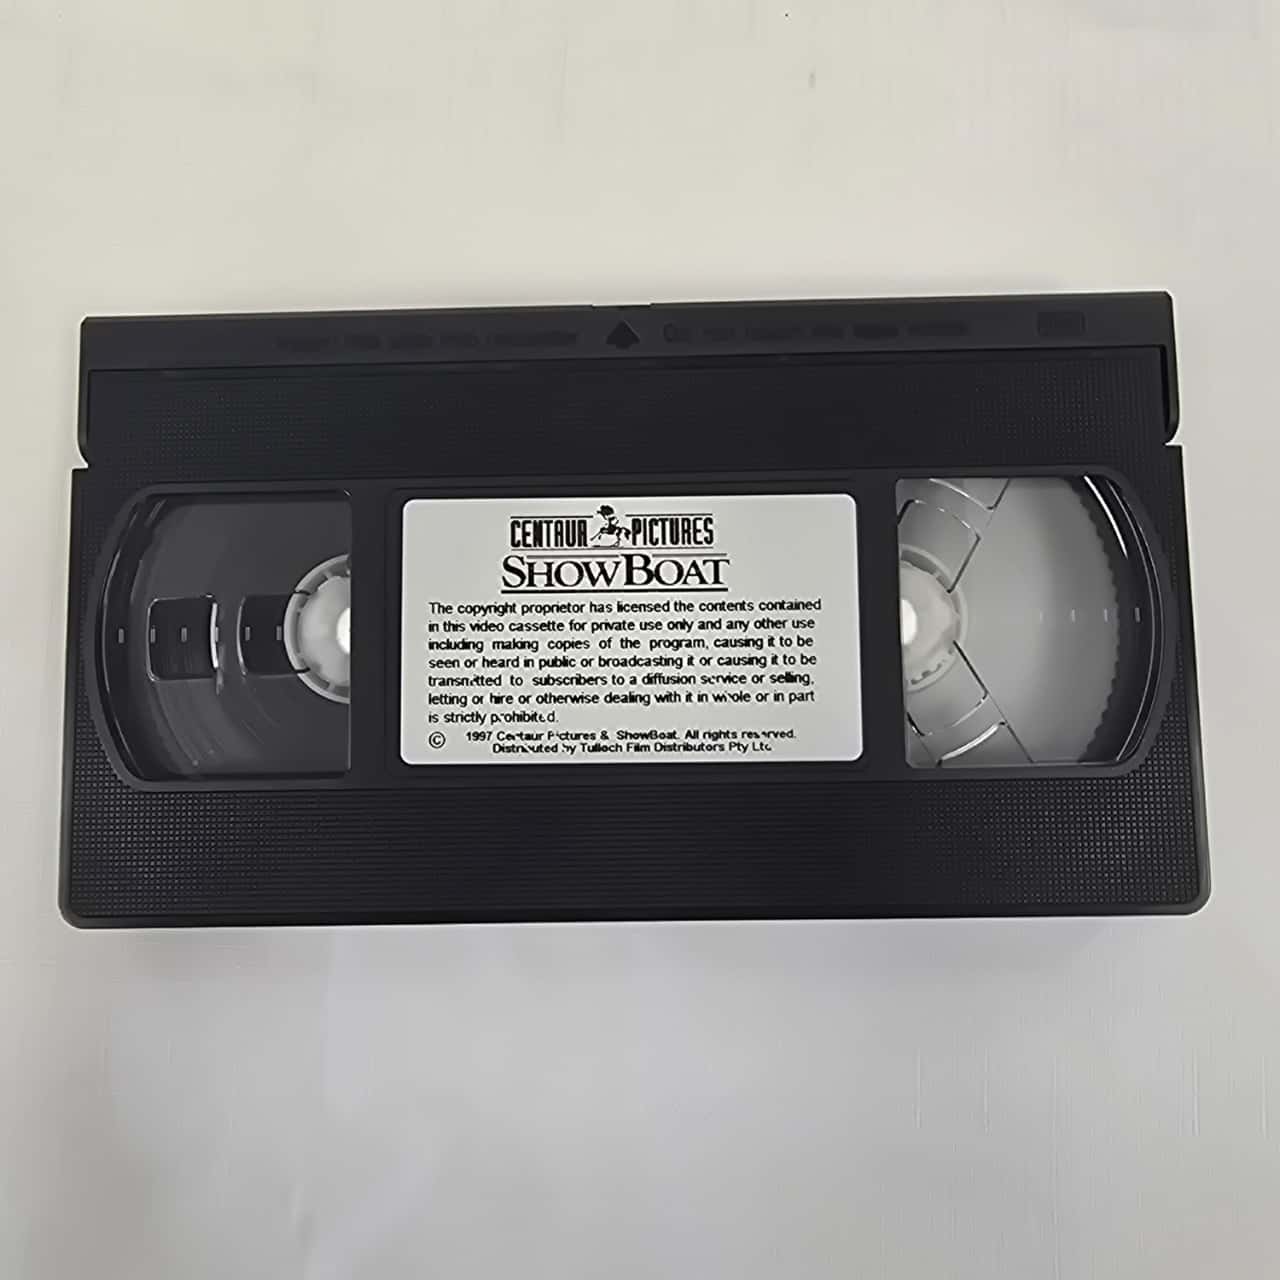 CENTAUR PICTURES
SHOWBOAT
The copyright proprietor has licensed the contents contained
in this video cassette for private use only and any other use
including making copies of the program, causing it to be
seen or heard in public or broadcasting it or causing it to be
transmitted to subscribers to a diffusion service or selling,
letting or hire or otherwise dealing with it in whole or in part
is strictly prohibited.
© 1997 Centaur Pictures & ShowBoat. All rights reserved.
Distributed by Tulloch Film Distributors Pty Ltd